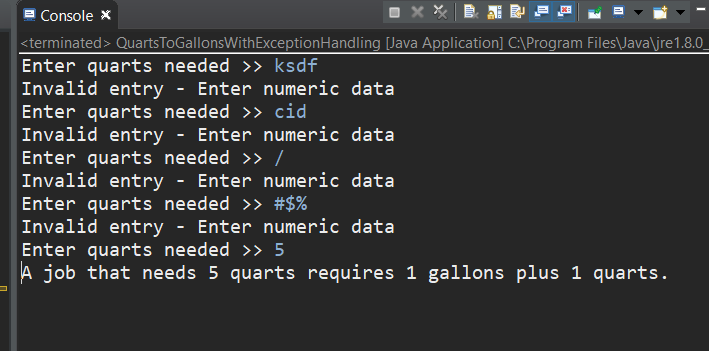 Console
<terminated> QuartsToGallonsWithExceptionHandling [Java Application] C:\Program Files\Java\jre1.8.0_
Enter quarts needed >> ksdf
Invalid entry - Enter numeric data
Enter quarts needed >> cid
Invalid entry - Enter numeric data
Enter quarts needed >> /
Invalid entry - Enter numeric data
Enter quarts needed >> #$%
Invalid entry - Enter numeric data
Enter quarts needed >> 5
A job that needs 5 quarts requires 1 gallons plus 1 quarts.